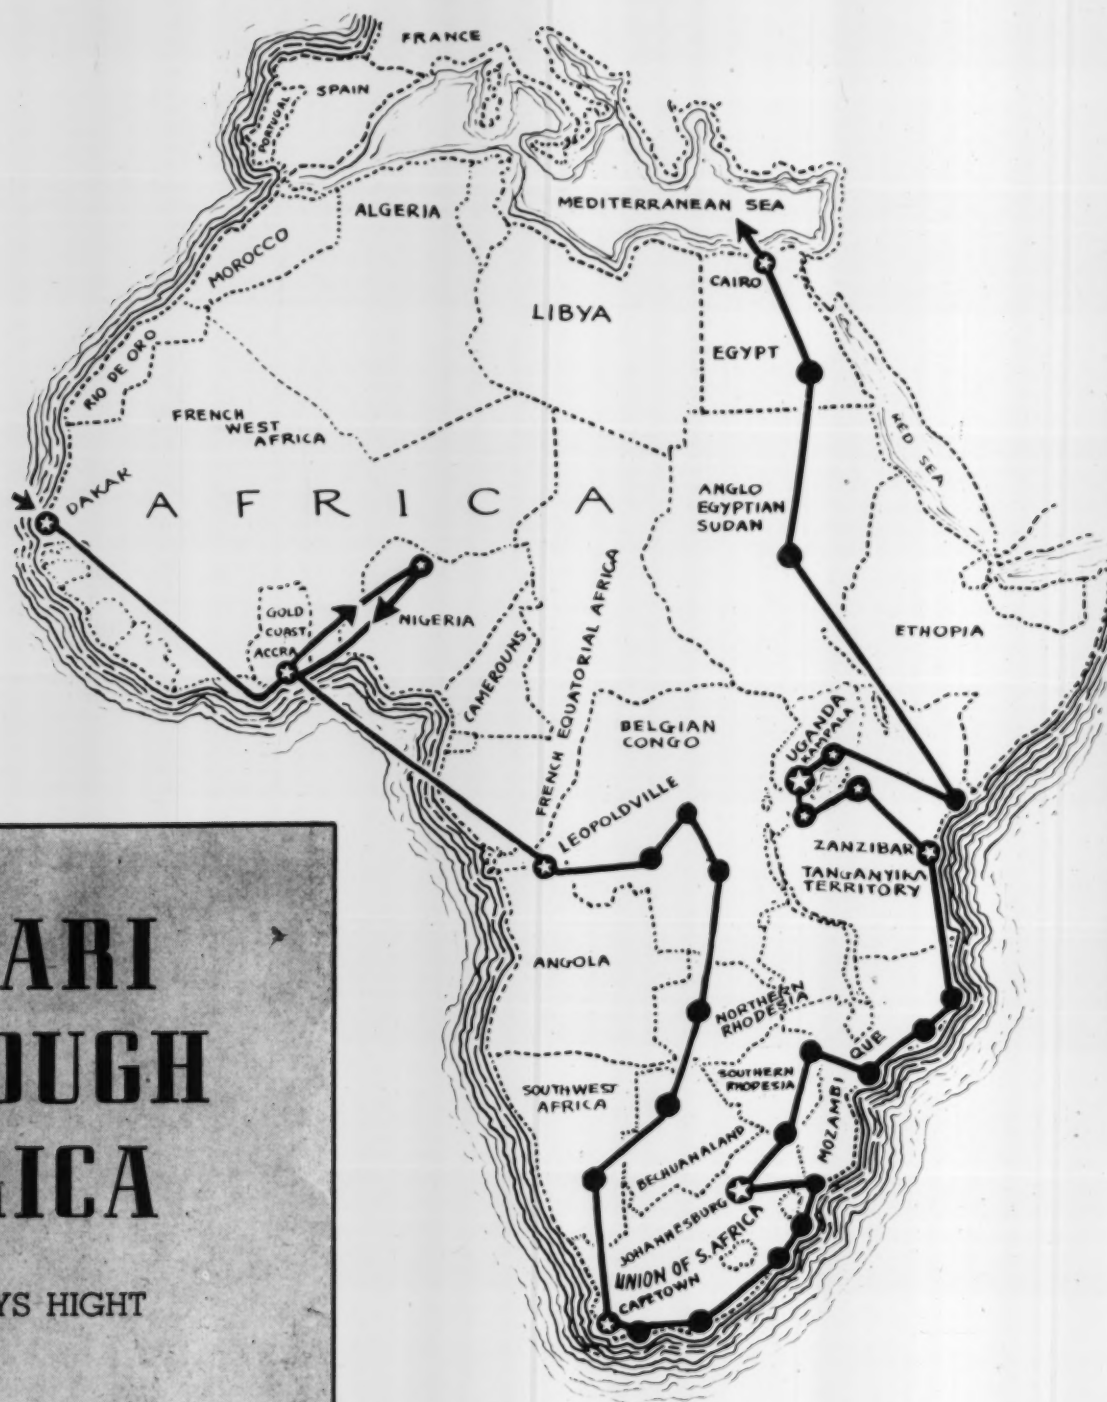 FRANCE
SPAIN
PORTUGAL
MEDITERRANEAN SEA
ALGERIA
MOROCCO
LIBYA
CAIRO
EGYPT
RIO DE ORO
FRENCH
WEST
AFRICA
RED SEA
DAKAR
AFRICA
ANGLO
EGYPTIAN
SUDAN
GOLD
COAST
ACCRA
NIGERIA
ETHOPIA
CAMEROUNS
FRENCH EQUATORIAL AFRICA
BELGIAN
CONGO
UGANDA
KAMPALA
LEOPOLDVILLE
ZANZIBAR
TANGANYIKA
TERRITORY
ANGOLA
NORTHERN
RHODESIA
SOUTHERN
RHODESIA
MOZAMBI
QUE
SOUTHWEST
AFRICA
BECHUANALAND
JOHANNESBURG
UNION OF S. AFRICA
CAPETOWN
ARI
OUGH
ICA
YS HIGHT